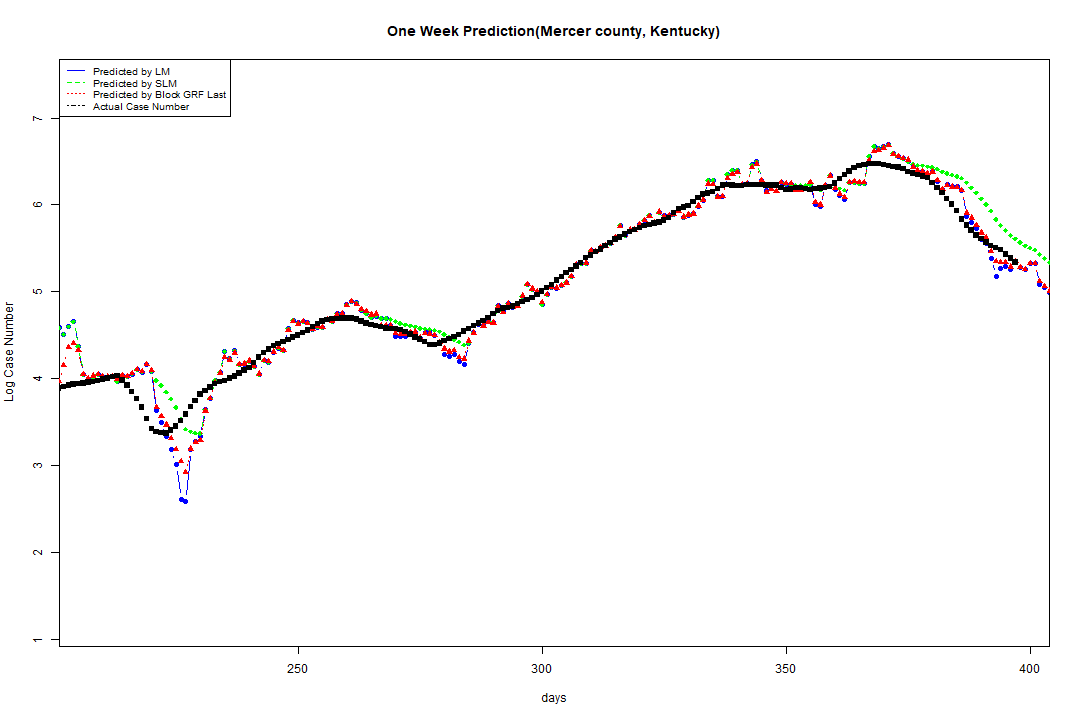 One Week Prediction(Mercer county, Kentucky)
Predicted by LM
Predicted by SLM
Predicted by Block GRF Last
Actual Case Number
7
6
5
4
3
2
1
Log Case Number
250 300 350 400
days